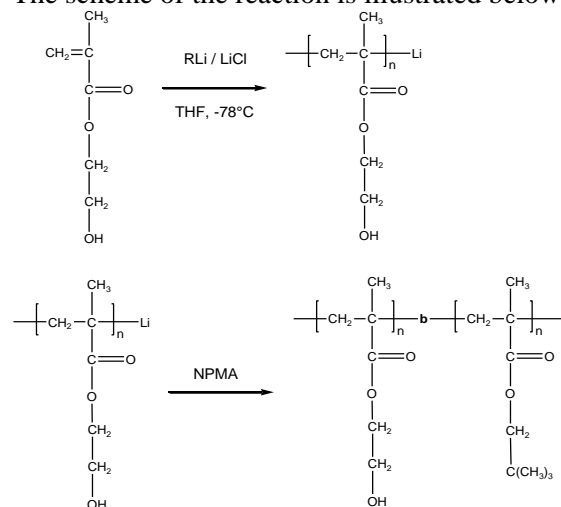 The scheme of the reaction is illustrated below
CH3
CH2=C
C=O
O
CH2
CH2
OH
RLi / LiCl
THF, -78°C
CH3
[CH2-C]n-Li
C=O
O
CH2
CH2
OH
CH3
[CH2-C]n-Li
C=O
O
CH2
CH2
OH
NPMA
CH3
[CH2-C]n-b-[CH2-C]n
CH3
C=O
O
CH2
CH2
OH
C=O
O
CH2
C(CH3)3